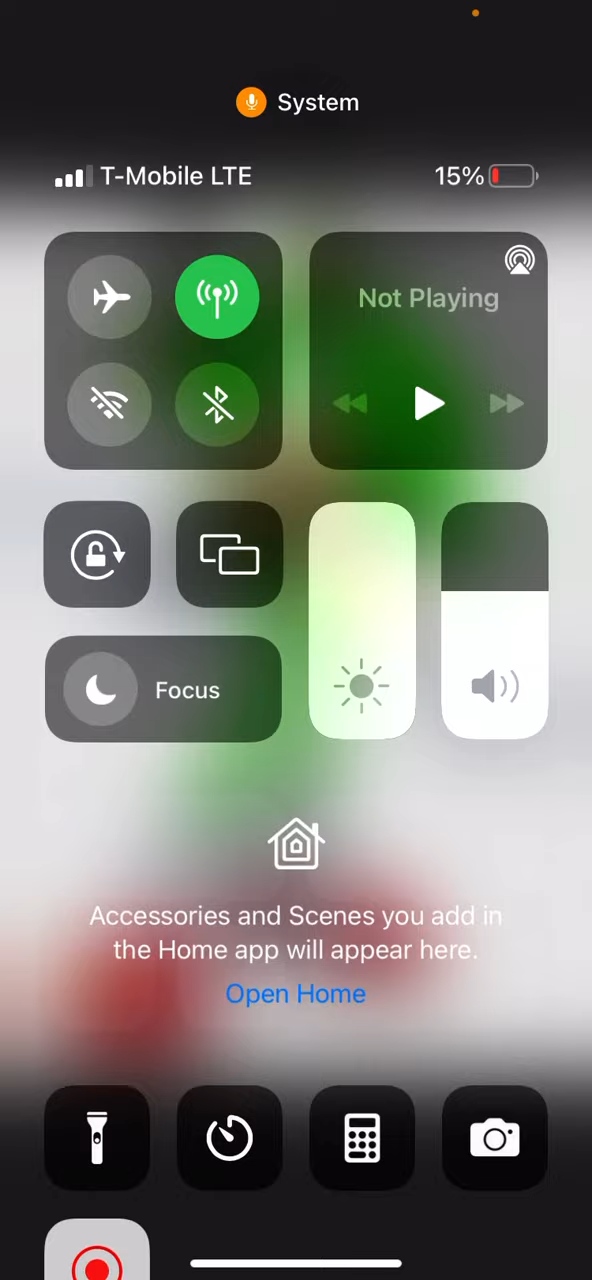 System
T-Mobile LTE 15%
Not Playing
Focus
Accessories and Scenes you add in
the Home app will appear here.
Open Home